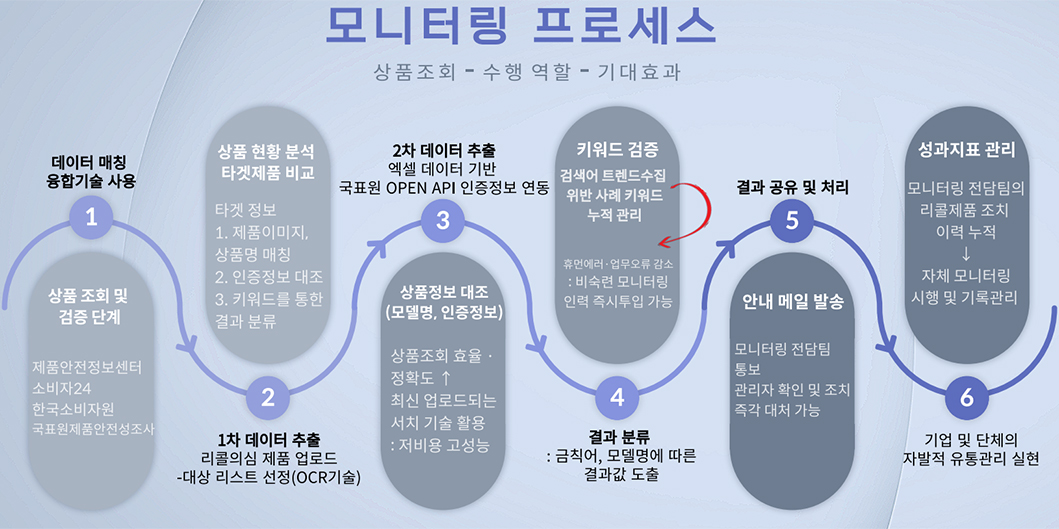 모니터링 프로세스
상품조회 - 수행 역할 - 기대효과
데이터 매칭
융합기술 사용
1
상품 조회 및
검증 단계
제품안전정보센터
소비자24
한국소비자원
국표원제품안전성조사
상품 현황 분석
타겟제품 비교
타겟 정보
1. 제품이미지,
상품명 매칭
2. 인증정보 대조
3. 키워드를 통한
결과 분류
2
1차 데이터 추출
리콜의심 제품 업로드
-대상 리스트 선정(OCR기술)
2차 데이터 추출
엑셀 데이터 기반
국표원 OPEN API 인증정보 연동
3
상품정보 대조
(모델명, 인증정보)
상품조회 효율 ·
정확도 ↑
최신 업로드되는
서치 기술 활용
: 저비용 고성능
키워드 검증
검색어 트렌드수집
위반 사례 키워드
누적 관리
휴먼에러·업무오류 감소
: 비숙련 모니터링
인력 즉시투입 가능
4
결과 분류
: 금칙어, 모델명에 따른
결과값 도출
결과 공유 및 처리
5
안내 메일 발송
모니터링 전담팀
통보
관리자 확인 및 조치
즉각 대처 가능
성과지표 관리
모니터링 전담팀의
리콜제품 조치
이력 누적
↓
자체 모니터링
시행 및 기록관리
6
기업 및 단체의
자발적 유통관리 실현